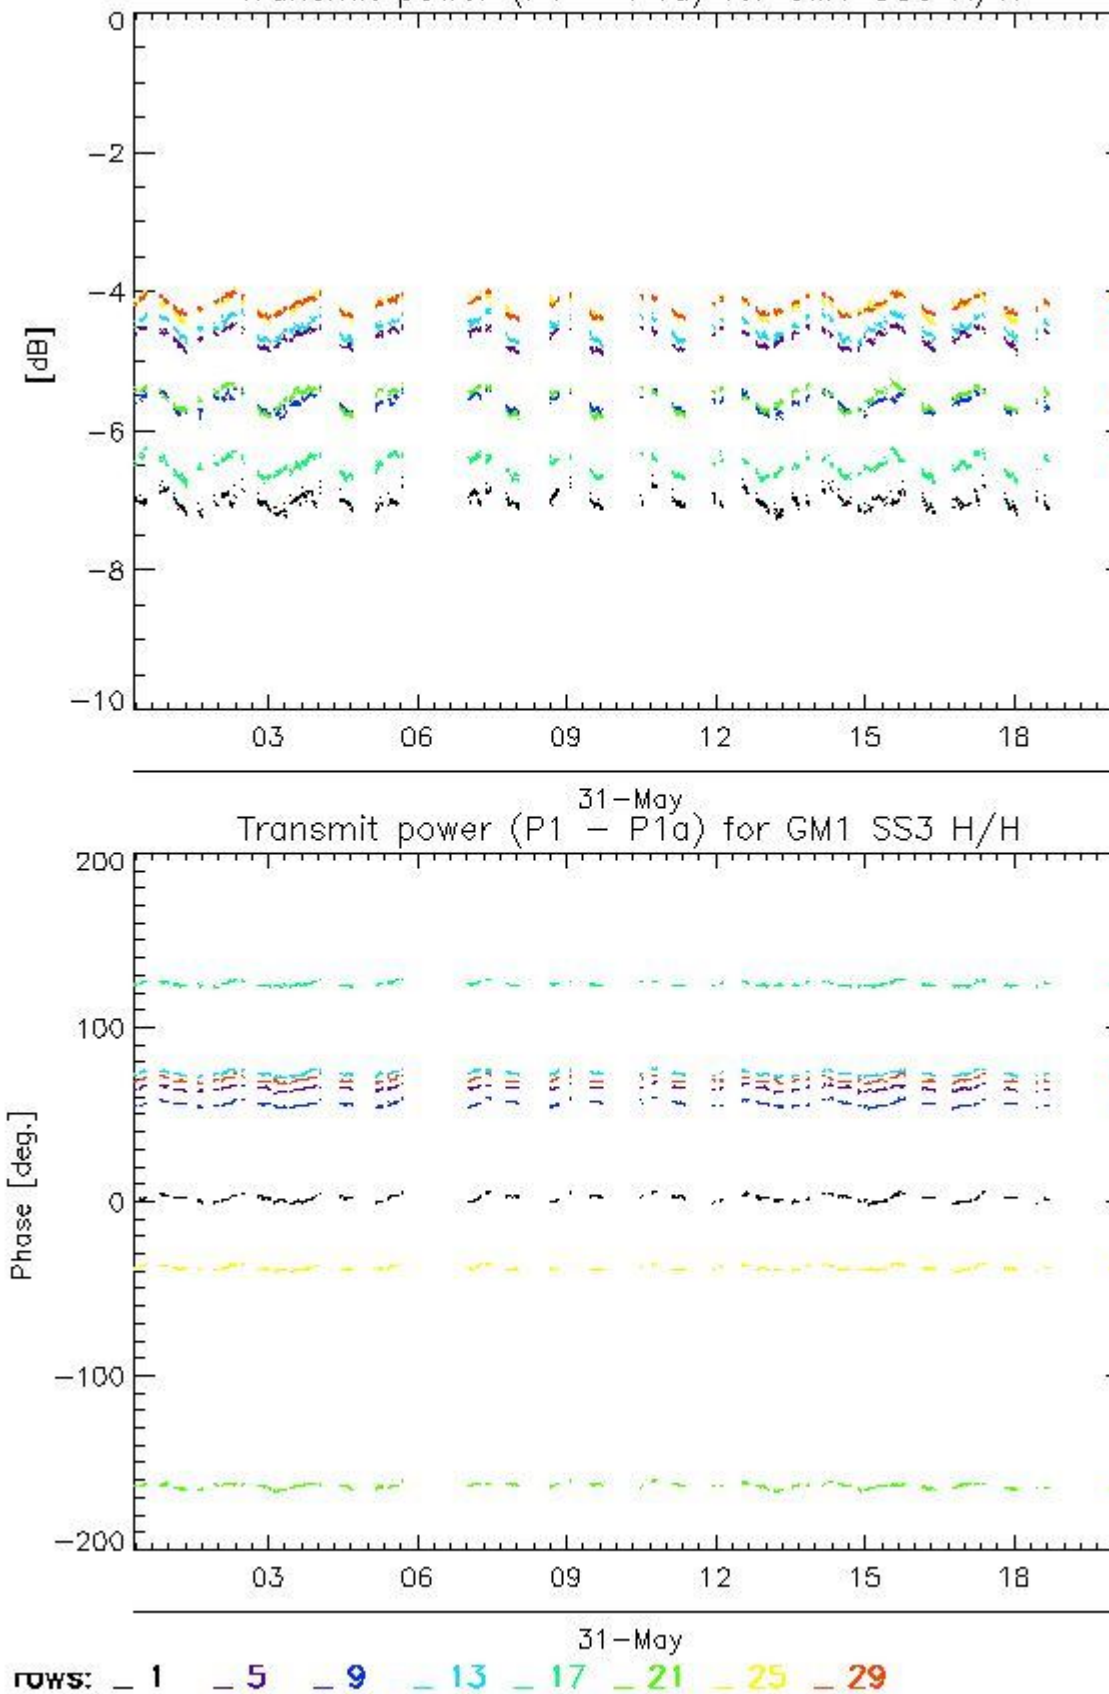 0
−2
−4
[dB]
−6
−8
−10
03 06 09 12 15 18
31−May
Transmit power (P1 − P1a) for GM1 SS3 H/H
200
100
Phase [deg.]
0
−100
−200
03 06 09 12 15 18
31−May
rows: _ 1 _ 5 _ 9 _ 13 _ 17 _ 21 _ 25 _ 29